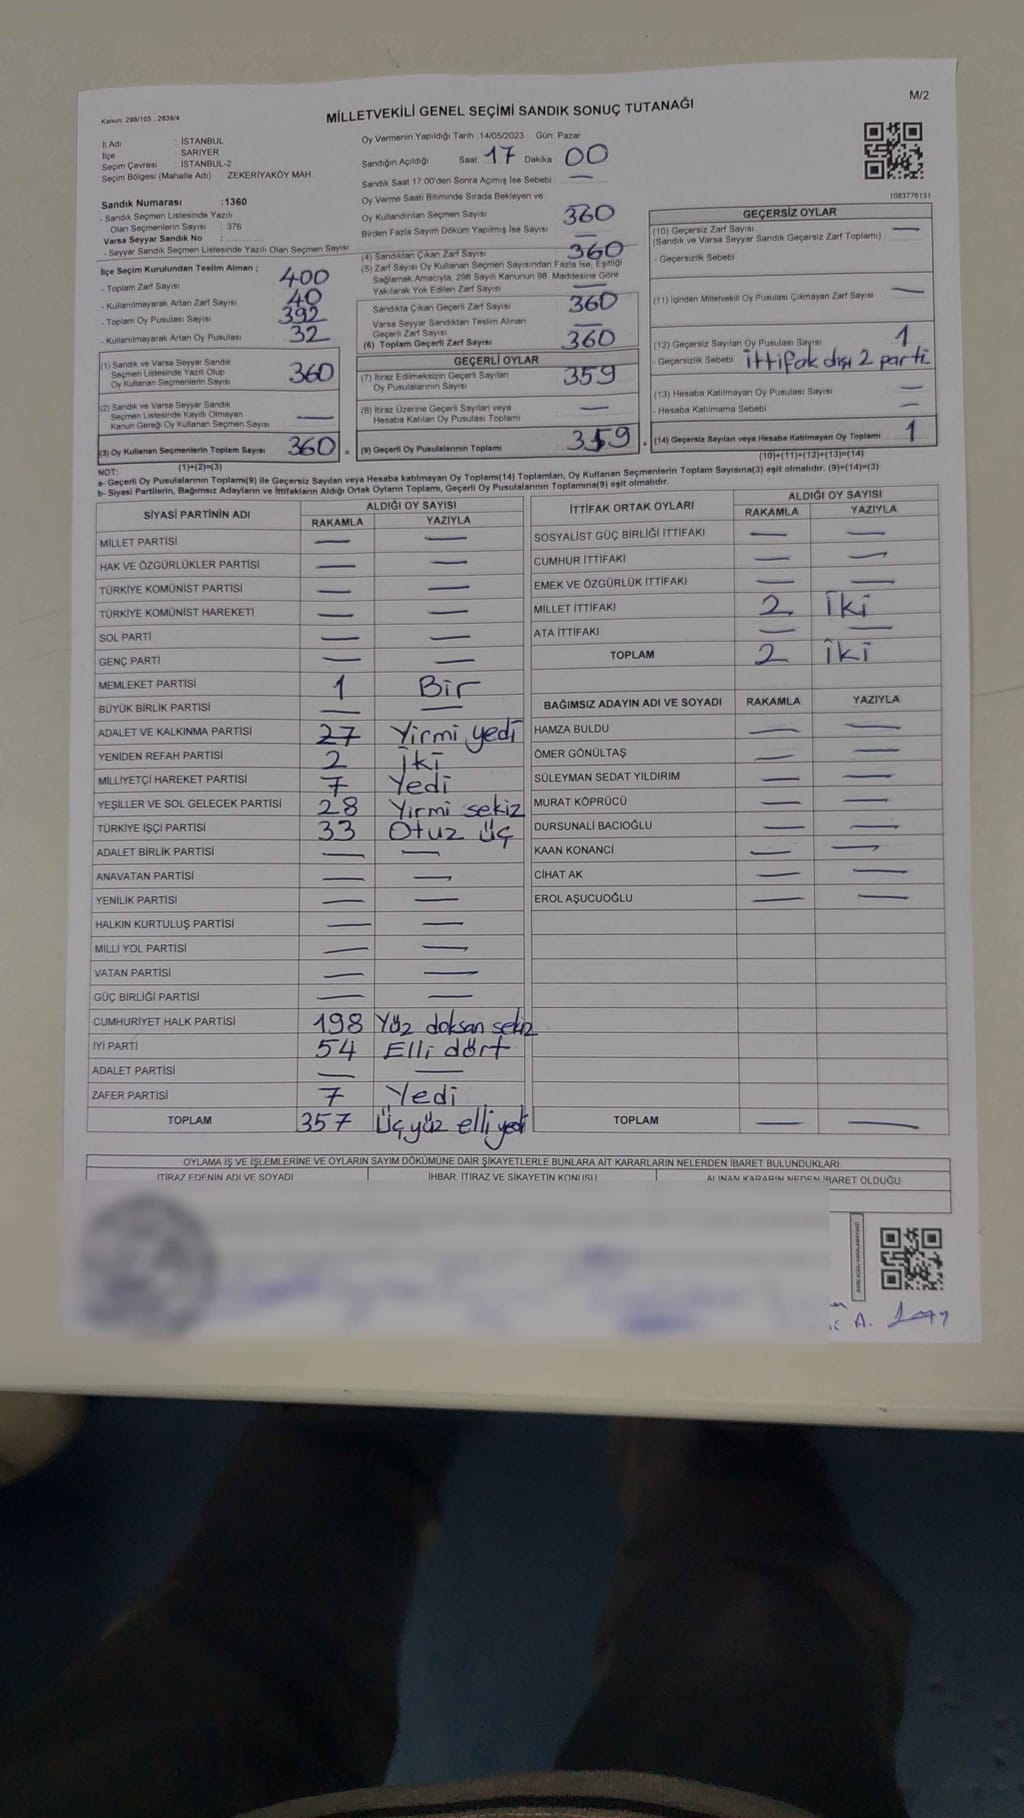 M/2
Kanun: 298/105 , 2839/4
MİLLETVEKİLİ GENEL SEÇİMİ SANDIK SONUÇ TUTANAĞI
İl Adı : İSTANBUL
İlçe : SARIYER
Seçim Çevresi : İSTANBUL-2
Seçim Bölgesi (Mahalle Adı) ZEKERİYAKÖY MAH.
Oy Vermenin Yapıldığı Tarih :14/05/2023 Gün: Pazar
Sandığın Açıldığı Saat: 17 Dakika : 00
Sandık Saat 17.00'den Sonra Açımış İse Sebebi : —
Oy Verme Saati Bitiminde Sırada Bekleyen ve
Oy Kullandırılan Seçmen Sayısı —
Birden Fazla Sayım Döküm Yapılmış İse Sayısı 360
Sandık Numarası :1360
- Sandık Seçmen Listesinde Yazılı
Olan Seçmenlerin Sayısı : 376
Varsa Seyyar Sandık No :
- Seyyar Sandık Seçmen Listesinde Yazılı Olan Seçmen Sayısı
İlçe Seçim Kurulundan Teslim Alınan ;
- Toplam Zarf Sayısı 400
- Kullanılmayarak Artan Zarf Sayısı 40
- Toplam Oy Pusulası Sayısı 392
- Kullanılmayarak Artan Oy Pusulası 32
(1) Sandık ve Varsa Seyyar Sandık
Seçmen Listesinde Yazılı Olup
Oy Kullanan Seçmenlerin Sayısı 360
(2) Sandık ve Varsa Seyyar Sandık
Seçmen Listesinde Kayıtlı Olmayan
Kanun Gereği Oy Kullanan Seçmen Sayısı —
(3) Oy Kullanan Seçmenlerin Toplam Sayısı 360 =
(1)+(2)=(3)
(4) Sandıktan Çıkan Zarf Sayısı 360
(5) Zarf Sayısı Oy Kullanan Seçmen Sayısından Fazla İse, Eşitliği
Sağlamak Amacıyla, 298 Sayılı Kanunun 98. Maddesine Göre
Yakılarak Yok Edilen Zarf Sayısı —
Sandıkta Çıkan Geçerli Zarf Sayısı 360
Varsa Seyyar Sandıktan Teslim Alınan
Geçerli Zarf Sayısı —
(6) Toplam Geçerli Zarf Sayısı 360
GEÇERLİ OYLAR
(7) İtiraz Edilmeksizin Geçerli Sayılan
Oy Pusulalarının Sayısı 359
(8) İtiraz Üzerine Geçerli Sayılan veya
Hesaba Katılan Oy Pusulaları Toplamı —
(9) Geçerli Oy Pusulalarının Toplamı 359 +
1083776131
GEÇERSİZ OYLAR
(10) Geçersiz Zarf Sayısı
(Sandık ve Varsa Seyyar Sandık Geçersiz Zarf Toplamı) : —
- Geçersizlik Sebebi :
(11) İçinden Milletvekili Oy Pusulası Çıkmayan Zarf Sayısı —
(12) Geçersiz Sayılan Oy Pusulası Sayısı 1
- Geçersizlik Sebebi : İttifak dışı 2 parti
(13) Hesaba Katılmayan Oy Pusulası Sayısı —
- Hesaba Katılmama Sebebi : —
(14) Geçersiz Sayılan veya Hesaba Katılmayan Oy Toplamı 1
(10)+(11)+(12)+(13)=(14)
NOT:
a- Geçerli Oy Pusulalarının Toplamı(9) ile Geçersiz Sayılan veya Hesaba katılmayan Oy Toplamı(14) Toplamları, Oy Kullanan Seçmenlerin Toplam Sayısına(3) eşit olmalıdır. (9)+(14)=(3)
b- Siyasi Partilerin, Bağımsız Adayların ve İttifakların Aldığı Ortak Oyların Toplamı, Geçerli Oy Pusulalarının Toplamına(9) eşit olmalıdır.
SİYASİ PARTİNİN ADI ALDIĞI OY SAYISI
RAKAMLA YAZIYLA
MİLLET PARTİSİ — —
HAK VE ÖZGÜRLÜKLER PARTİSİ — —
TÜRKİYE KOMÜNİST PARTİSİ — —
TÜRKİYE KOMÜNİST HAREKETİ — —
SOL PARTİ — —
GENÇ PARTİ — —
MEMLEKET PARTİSİ 1 Bir
BÜYÜK BİRLİK PARTİSİ — —
ADALET VE KALKINMA PARTİSİ 27 Yirmi yedi
YENİDEN REFAH PARTİSİ 2 İki
MİLLİYETÇİ HAREKET PARTİSİ 7 Yedi
YEŞİLLER VE SOL GELECEK PARTİSİ 28 Yirmi sekiz
TÜRKİYE İŞÇİ PARTİSİ 33 Otuz üç
ADALET BİRLİK PARTİSİ — —
ANAVATAN PARTİSİ — —
YENİLİK PARTİSİ — —
HALKIN KURTULUŞ PARTİSİ — —
MİLLİ YOL PARTİSİ — —
VATAN PARTİSİ — —
GÜÇ BİRLİĞİ PARTİSİ — —
CUMHURİYET HALK PARTİSİ 198 Yüz doksan sekiz
İYİ PARTİ 54 Elli dört
ADALET PARTİSİ — —
ZAFER PARTİSİ 7 Yedi
TOPLAM 357 Üçyüz elli yedi
İTTİFAK ORTAK OYLARI ALDIĞI OY SAYISI
RAKAMLA YAZIYLA
SOSYALİST GÜÇ BİRLİĞİ İTTİFAKI — —
CUMHUR İTTİFAKI — —
EMEK VE ÖZGÜRLÜK İTTİFAKI — —
MİLLET İTTİFAKI 2 İki
ATA İTTİFAKI — —
TOPLAM 2 İki
BAĞIMSIZ ADAYIN ADI VE SOYADI RAKAMLA YAZIYLA
HAMZA BULDU — —
ÖMER GÖNÜLTAŞ — —
SÜLEYMAN SEDAT YILDIRIM — —
MURAT KÖPRÜCÜ — —
DURSUNALİ BACIOĞLU — —
KAAN KONANCİ — —
CİHAT AK — —
EROL AŞUCUOĞLU — —
TOPLAM — —
OYLAMA İŞ VE İŞLEMLERİNE VE OYLARIN SAYIM DÖKÜMÜNE DAİR ŞİKAYETLERLE BUNLARA AİT KARARLARIN NELERDEN İBARET BULUNDUKLARI
İTİRAZ EDENİN ADI VE SOYADI İHBAR, İTİRAZ VE ŞİKAYETİN KONUSU ALINAN KARARIN NEDEN İBARET OLDUĞU
A.